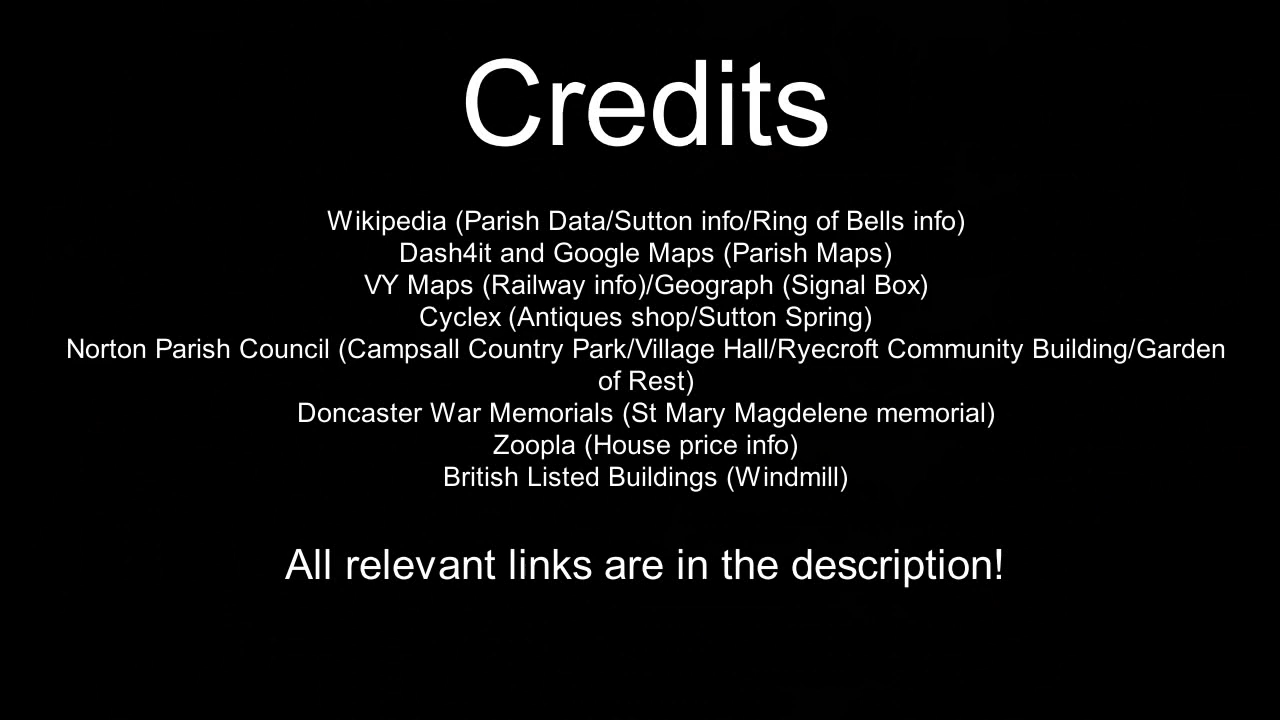 Credits
Wikipedia (Parish Data/Sutton info/Ring of Bells info)
Dash4it and Google Maps (Parish Maps)
VY Maps (Railway info)/Geograph (Signal Box)
Cyclex (Antiques shop/Sutton Spring)
Norton Parish Council (Campsall Country Park/Village Hall/Ryecroft Community Building/Garden
of Rest)
Doncaster War Memorials (St Mary Magdelene memorial)
Zoopla (House price info)
British Listed Buildings (Windmill)
All relevant links are in the description!